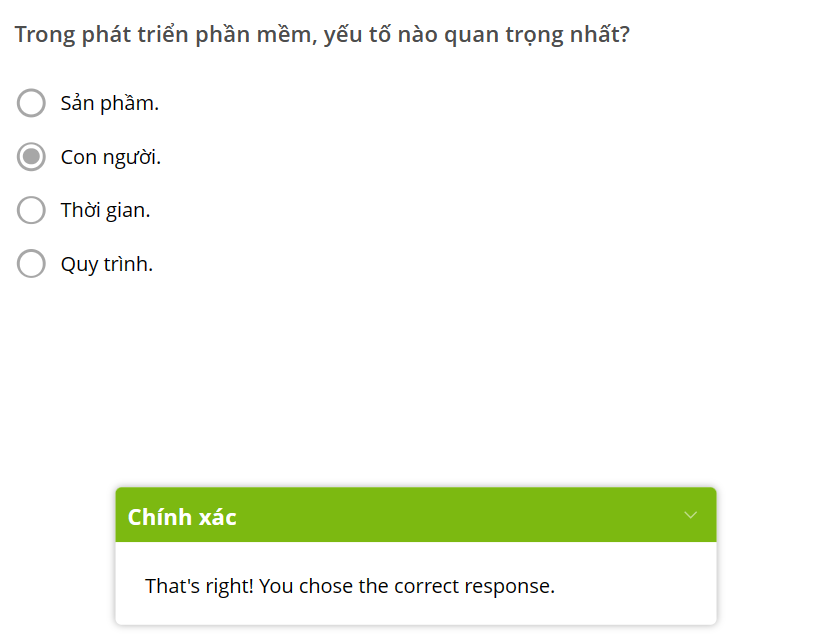 Trong phát triển phần mềm, yếu tố nào quan trọng nhất?
Sản phầm.
Con người.
Thời gian.
Quy trình.
Chính xác
That's right! You chose the correct response.